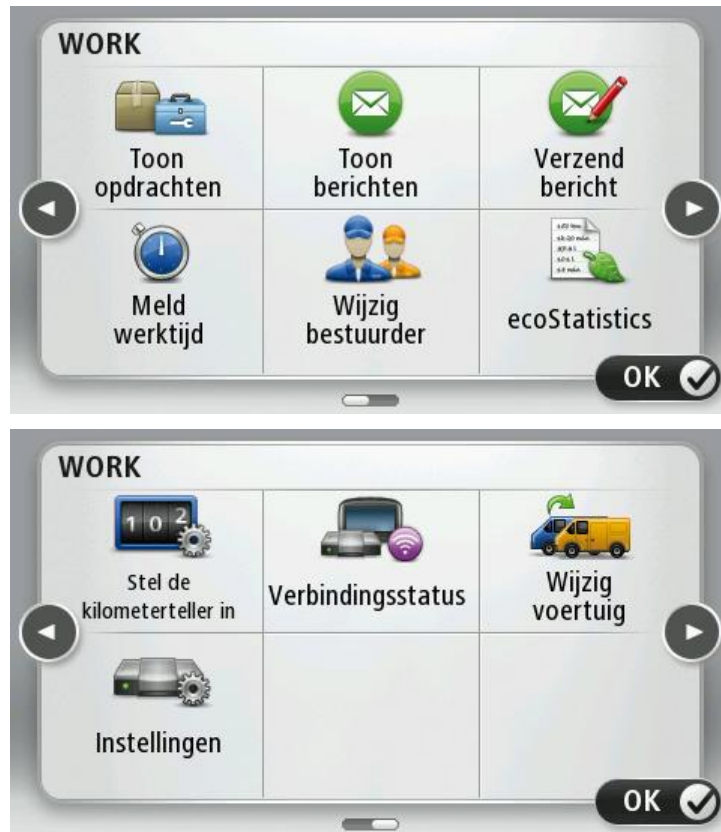 WORK
Toon
opdrachten
Toon
berichten
Verzend
bericht
Meld
werktijd
Wijzig
bestuurder
ecoStatistics
OK
WORK
102
Stel de
kilometerteller in
Verbindingsstatus
Wijzig
voertuig
Instellingen
OK